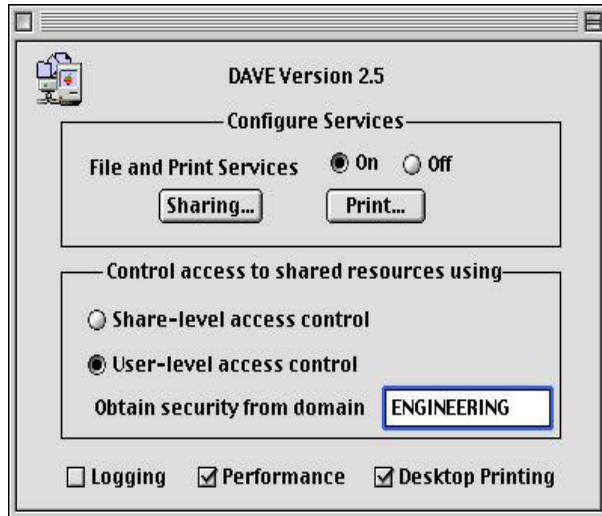 DAVE Version 2.5
Configure Services
File and Print Services On Off
Sharing... Print...
Control access to shared resources using
Share-level access control
User-level access control
Obtain security from domain ENGINEERING
Logging Performance Desktop Printing